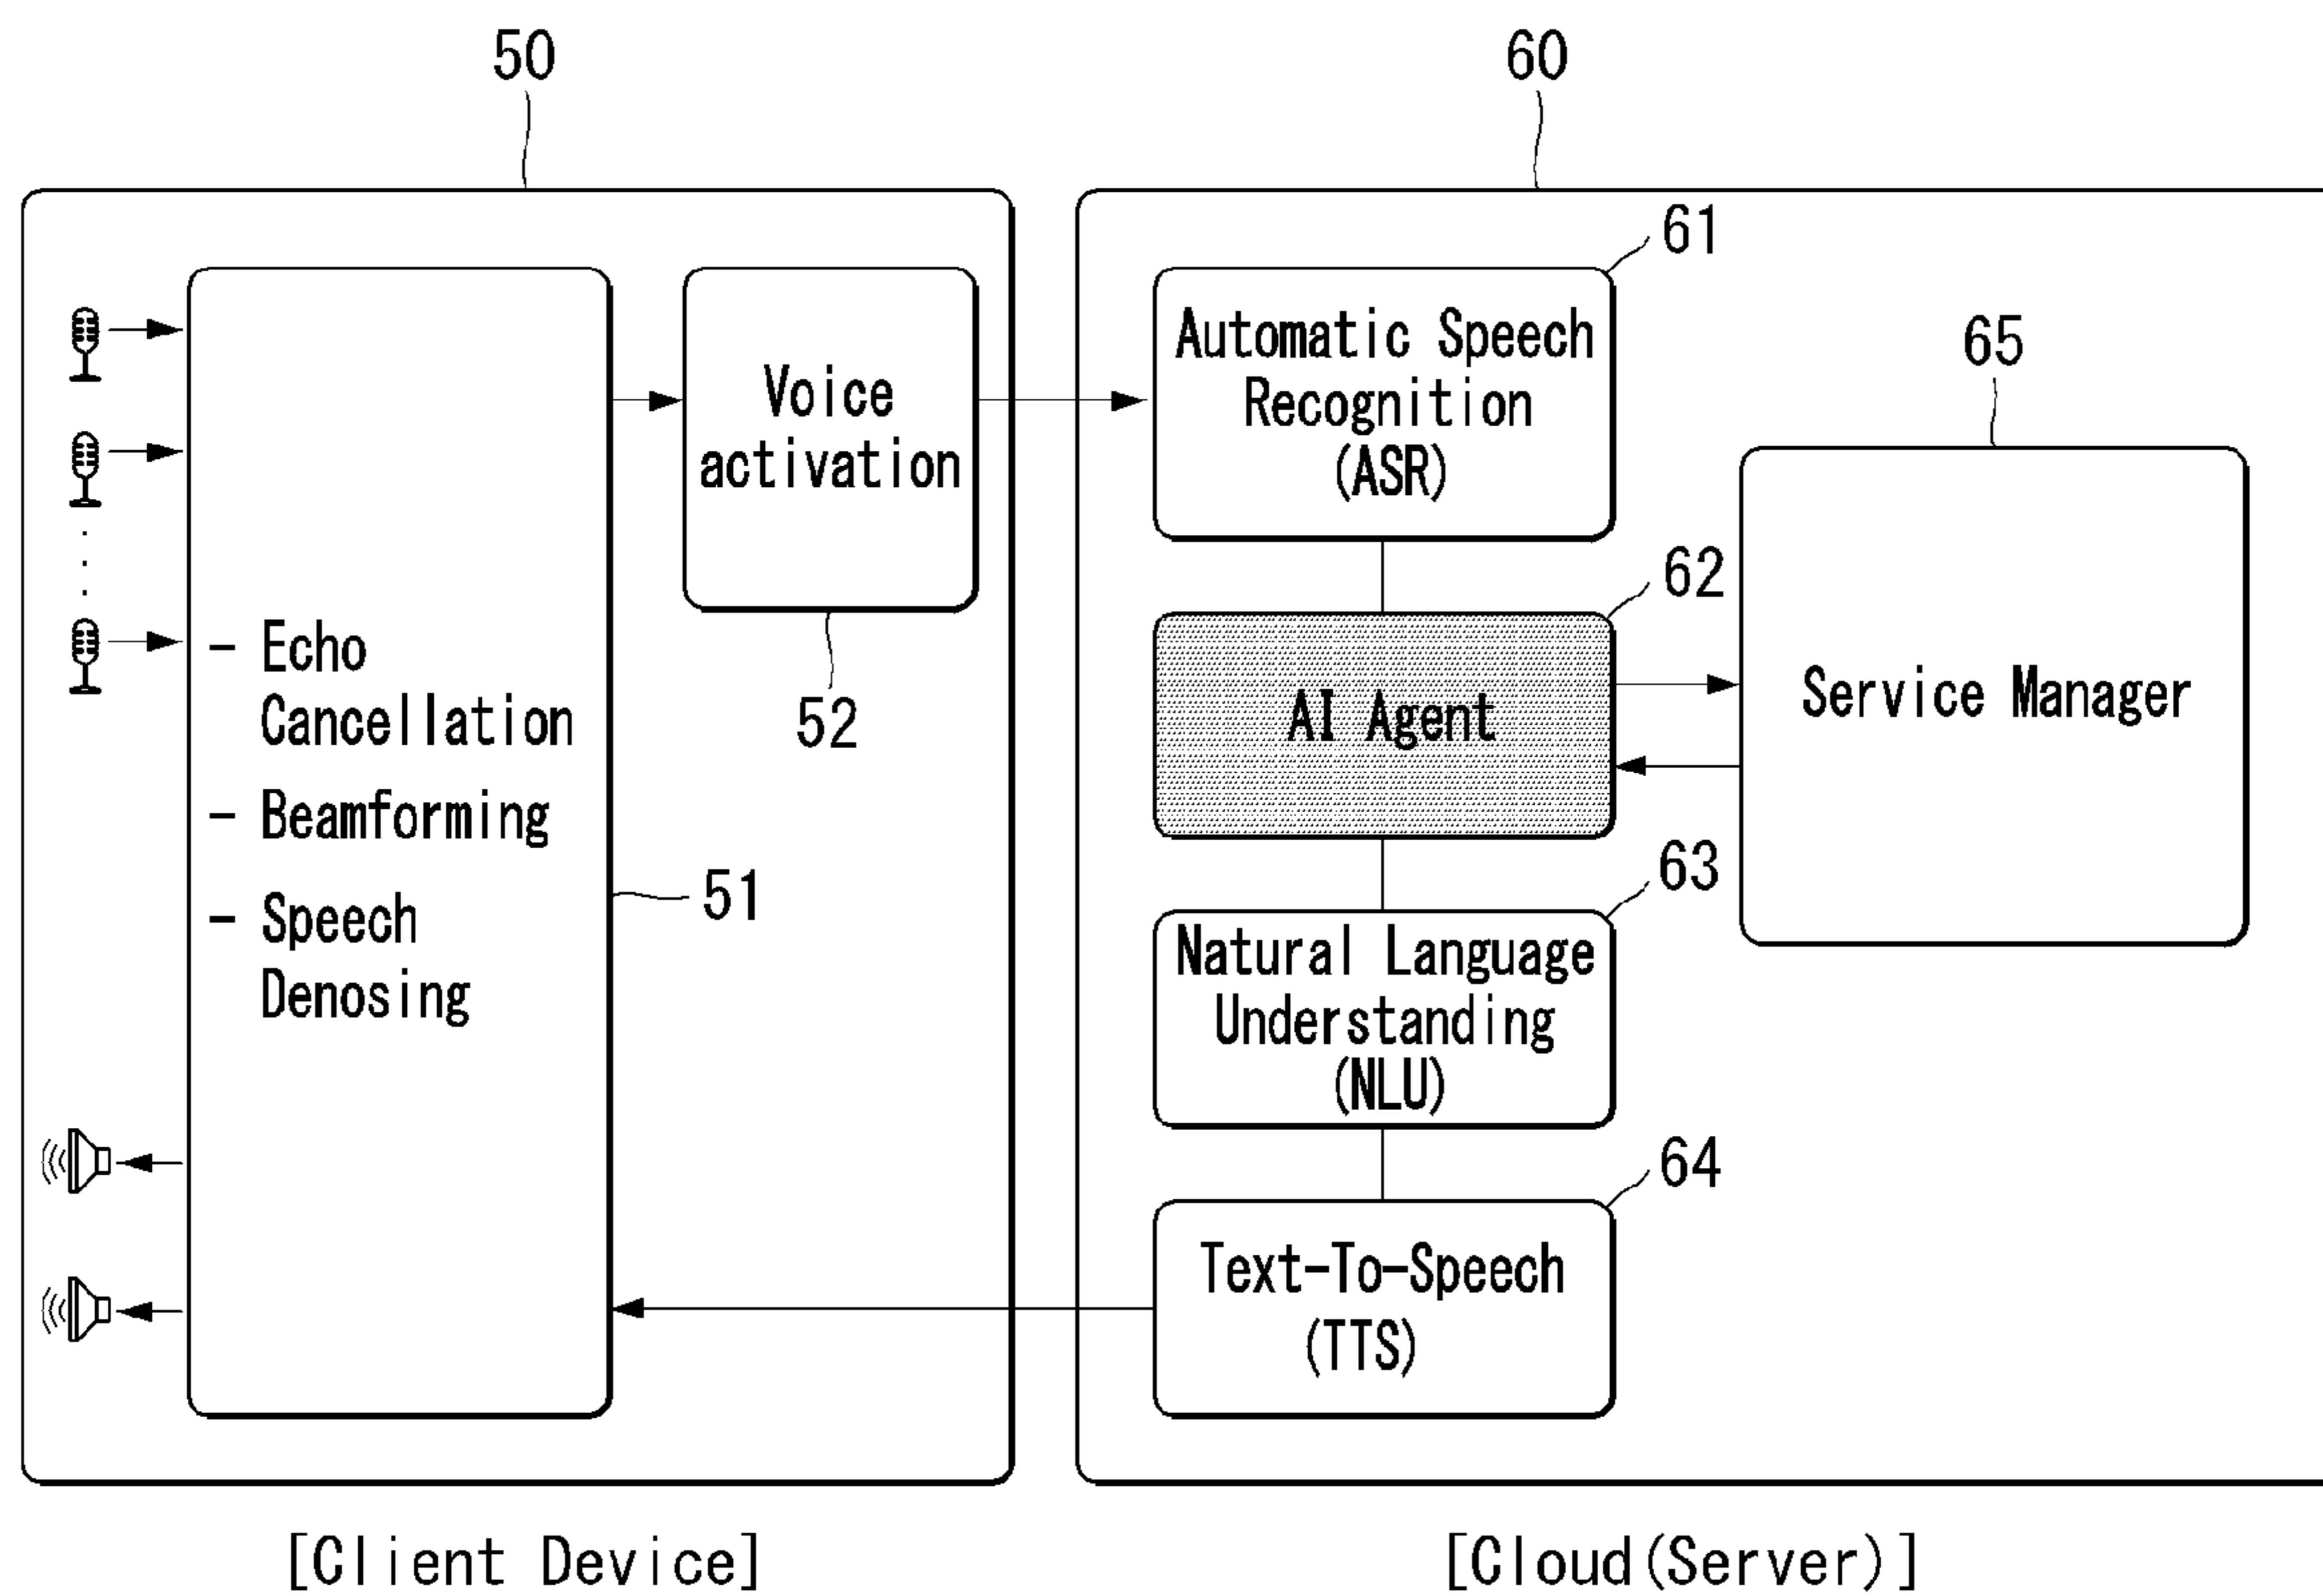 50
60
61
Automatic Speech
Recognition
(ASR)
Voice
activation
65
62
- Echo
Cancellation
52
AI Agent
Service Manager
- Beamforming
51
63
- Speech
Denosing
Natural Language
Understanding
(NLU)
64
Text-To-Speech
(TTS)
[Client Device]
[Cloud(Server)]